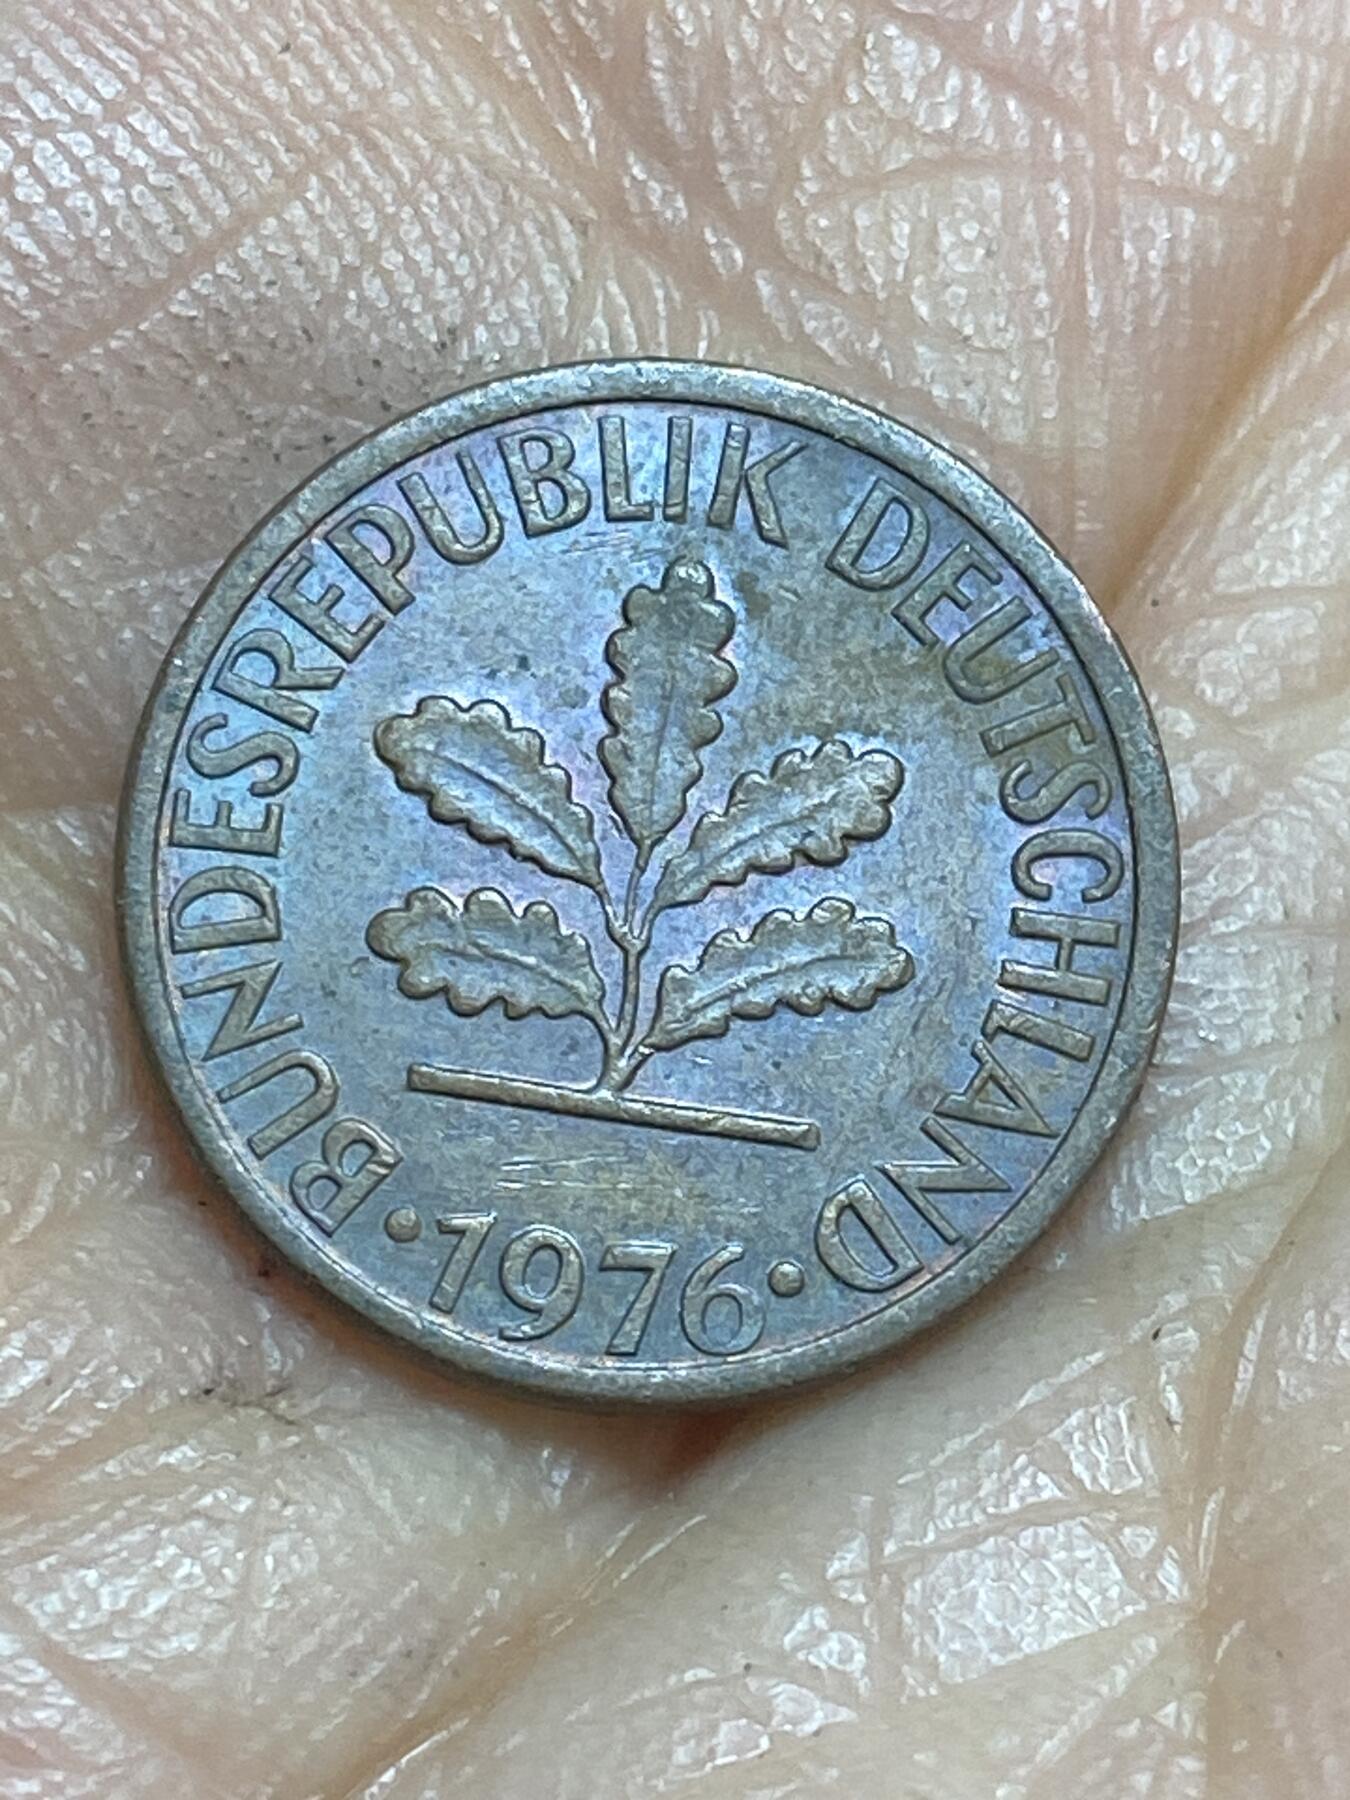 BUNDESREPUBLIK DEUTSCHLAND
• 1976 •